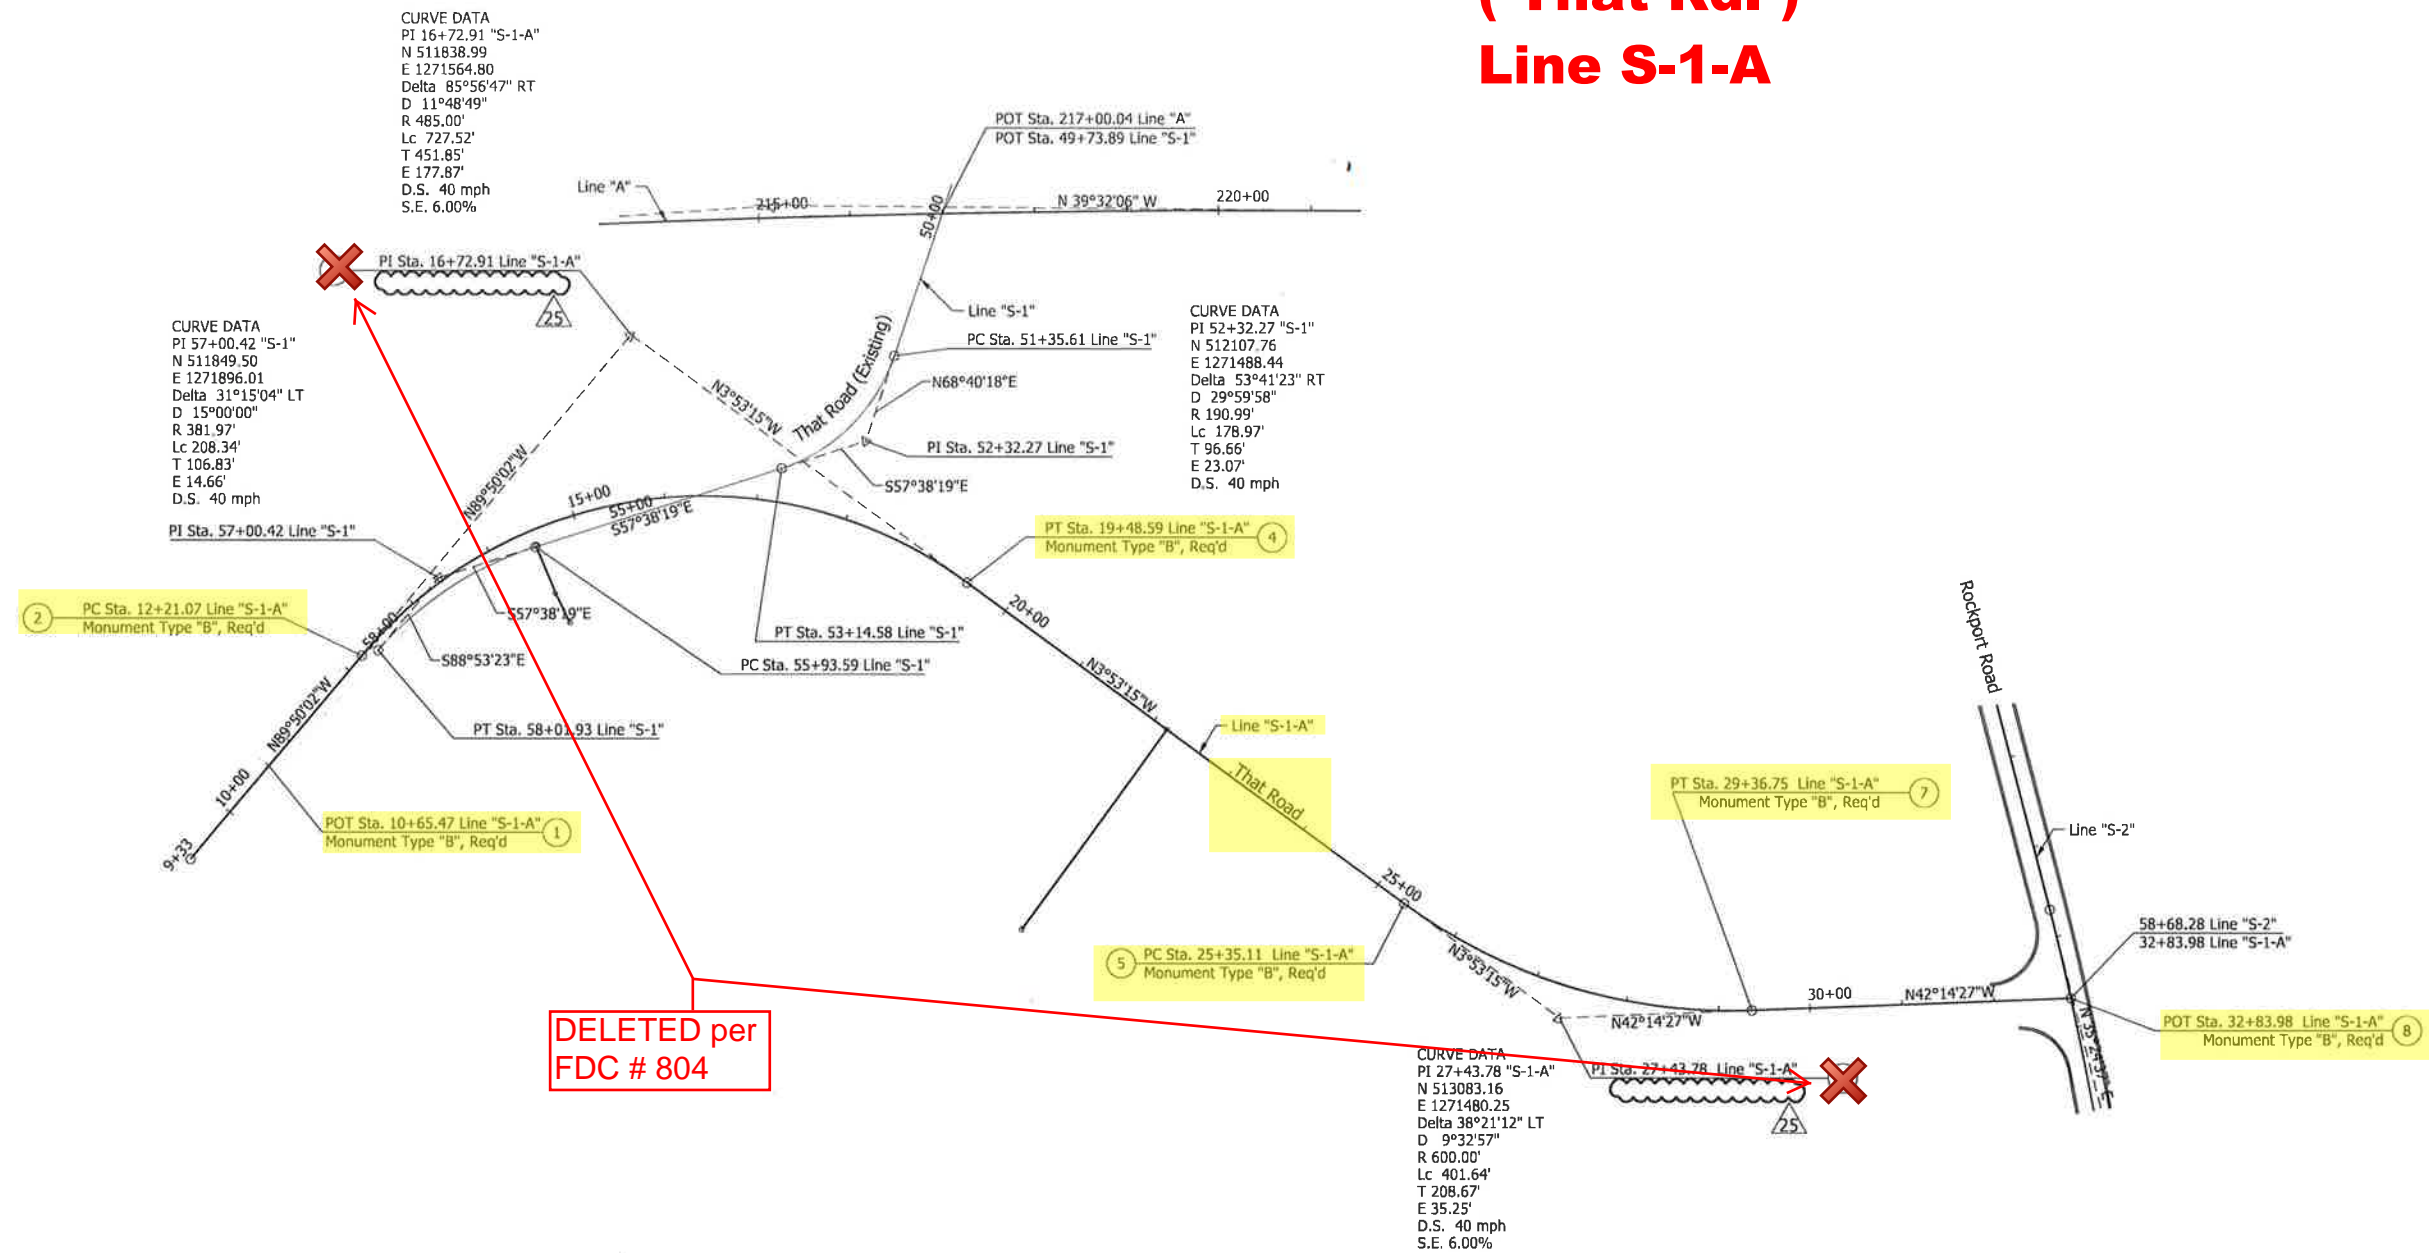 ("That Rd.")
Line S-1-A
CURVE DATA
PI 16+72.91 "S-1-A"
N 511838.99
E 1271564.80
Delta 85°56'47" RT
D 11°48'49"
R 485.00'
Lc 727.52'
T 451.85'
E 177.87'
D.S. 40 mph
S.E. 6.00%
POT Sta. 217+00.04 Line "A"
POT Sta. 49+73.89 Line "S-1"
Line "A"
215+00
N 39°32'06" W
220+00
50+00
PI Sta. 16+72.91 Line "S-1-A"
25
Line "S-1"
PC Sta. 51+35.61 Line "S-1"
N68°40'18"E
That Road (Existing)
N3°53'15"W
PI Sta. 52+32.27 Line "S-1"
S57°38'19"E
CURVE DATA
PI 52+32.27 "S-1"
N 512107.76
E 1271488.44
Delta 53°41'23" RT
D 29°59'58"
R 190.99'
Lc 178.97'
T 96.66'
E 23.07'
D.S. 40 mph
CURVE DATA
PI 57+00.42 "S-1"
N 511849.50
E 1271896.01
Delta 31°15'04" LT
D 15°00'00"
R 381.97'
Lc 208.34'
T 106.83'
E 14.66'
D.S. 40 mph
N89°50'02"W
15+00
55+00
S57°38'19"E
PI Sta. 57+00.42 Line "S-1"
PT Sta. 19+48.59 Line "S-1-A"
Monument Type "B", Req'd
4
2
PC Sta. 12+21.07 Line "S-1-A"
Monument Type "B", Req'd
58+00
S57°38'19"E
S88°53'23"E
PT Sta. 53+14.58 Line "S-1"
PC Sta. 55+93.59 Line "S-1"
PT Sta. 58+01.93 Line "S-1"
20+00
N3°53'15"W
Rockport Road
N89°50'02"W
10+00
9+33
POT Sta. 10+65.47 Line "S-1-A"
Monument Type "B", Req'd
1
Line "S-1-A"
That Road
PT Sta. 29+36.75 Line "S-1-A"
Monument Type "B", Req'd
7
Line "S-2"
25+00
5
PC Sta. 25+35.11 Line "S-1-A"
Monument Type "B", Req'd
N3°53'15"W
58+68.28 Line "S-2"
32+83.98 Line "S-1-A"
30+00
N42°14'27"W
N42°14'27"W
N 35°24'37" E
POT Sta. 32+83.98 Line "S-1-A"
Monument Type "B", Req'd
8
DELETED per
FDC # 804
PI Sta. 27+43.78 Line "S-1-A"
25
CURVE DATA
PI 27+43.78 "S-1-A"
N 513083.16
E 1271480.25
Delta 38°21'12" LT
D 9°32'57"
R 600.00'
Lc 401.64'
T 208.67'
E 35.25'
D.S. 40 mph
S.E. 6.00%